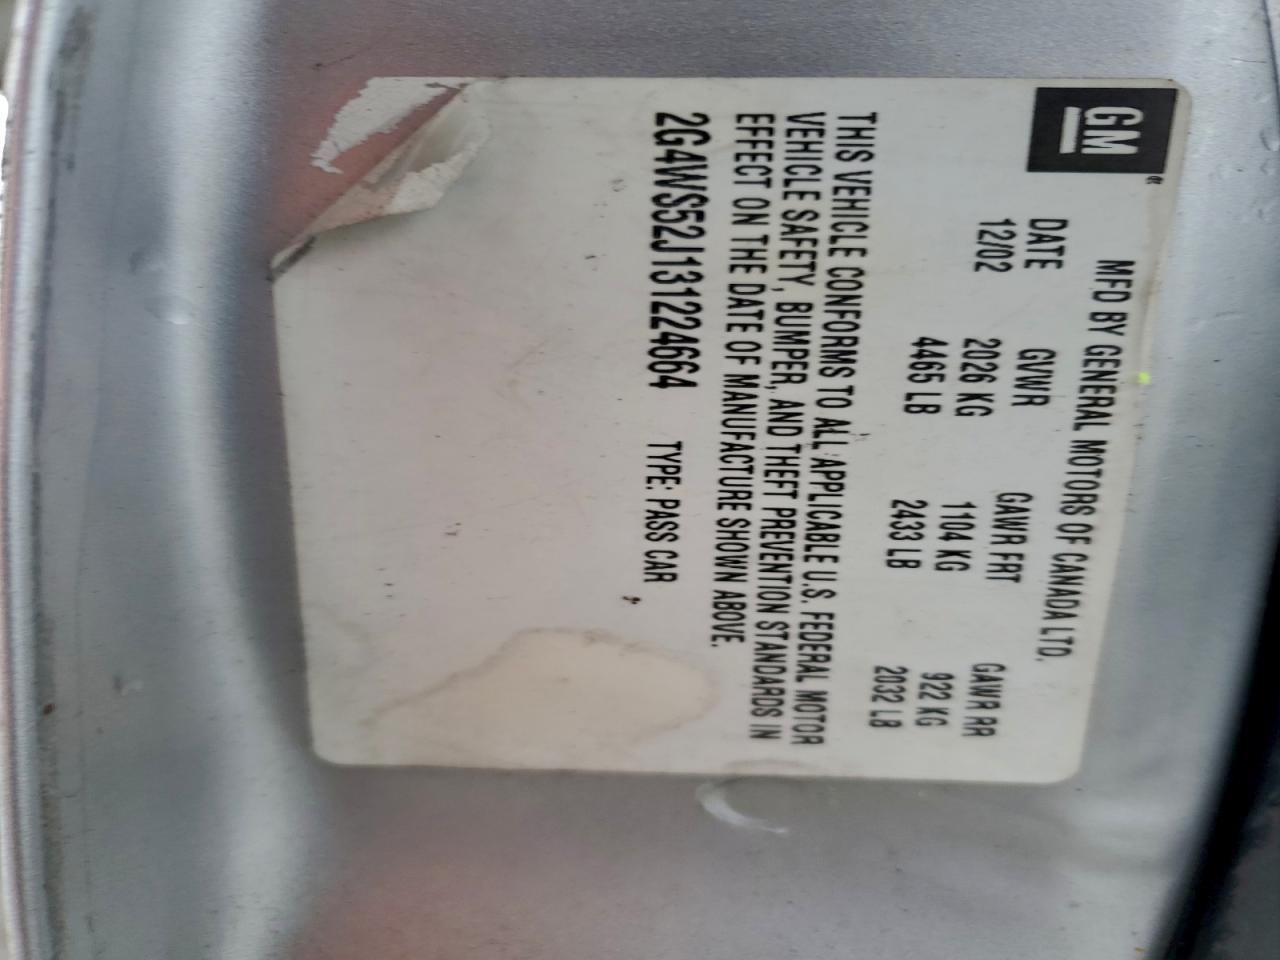 GM
MFD BY GENERAL MOTORS OF CANADA LTD.
DATE GVWR GAWR FRT GAWR RR
12/02 2026 KG 1104 KG 922 KG
4465 LB 2433 LB 2032 LB
THIS VEHICLE CONFORMS TO ALL APPLICABLE U.S. FEDERAL MOTOR
VEHICLE SAFETY, BUMPER, AND THEFT PREVENTION STANDARDS IN
EFFECT ON THE DATE OF MANUFACTURE SHOWN ABOVE.
2G4WS52J131224664 TYPE: PASS CAR